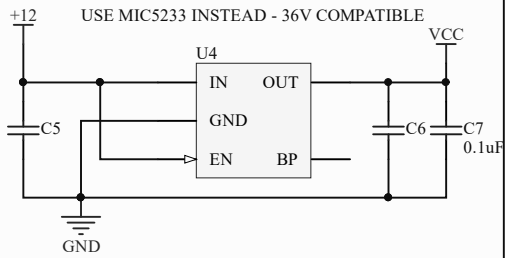 +12 USE MIC5233 INSTEAD - 36V COMPATIBLE
VCC
U4
IN OUT
C5 GND C6 C7
0.1uF
EN BP
GND